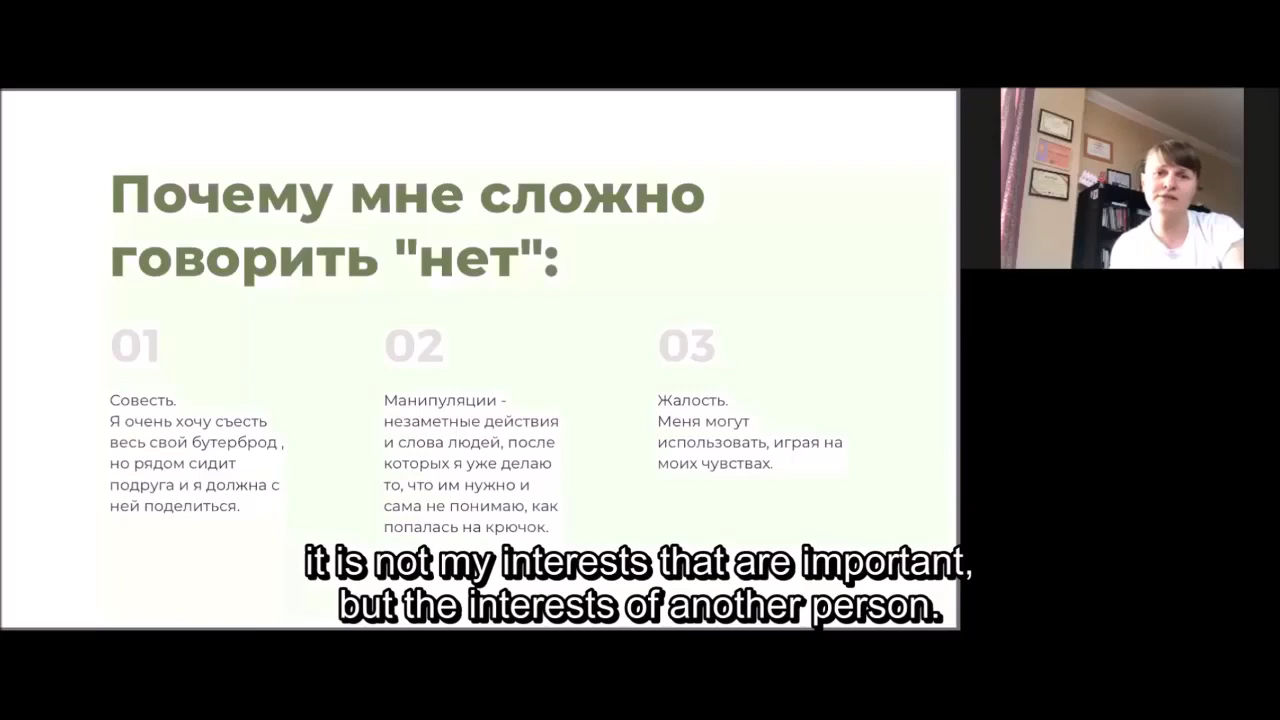 Почему мне сложно
говорить "нет":
01
Совесть.
Я очень хочу съесть
весь свой бутерброд ,
но рядом сидит
подруга и я должна с
ней поделиться.
02
Манипуляции -
незаметные действия
и слова людей, после
которых я уже делаю
то, что им нужно и
сама не понимаю, как
попалась на крючок.
03
Жалость.
Меня могут
использовать, играя на
моих чувствах.
it is not my interests that are important,
but the interests of another person.